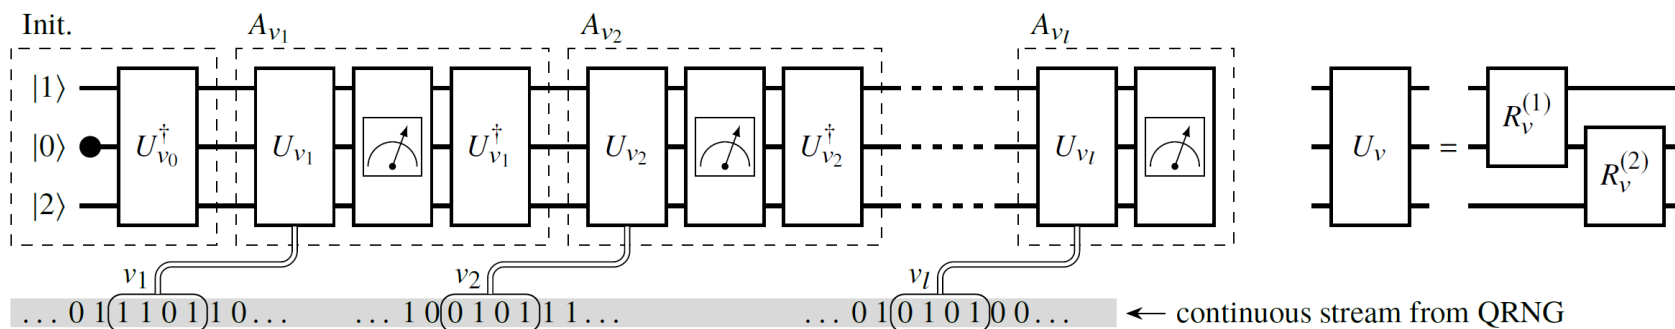 Init. A_{v_1} A_{v_2} A_{v_l}
|1⟩ R_v^{(1)}
|0⟩ U_{v_0}^† U_{v_1} U_{v_1}^† U_{v_2} U_{v_2}^† U_{v_l} U_v =
R_v^{(2)}
|2⟩
v_1 v_2 v_l
... 0 1 1 1 0 1 1 0 ... ... 1 0 0 1 0 1 1 1 ... ... 0 1 0 1 0 1 0 0 ... ← continuous stream from QRNG